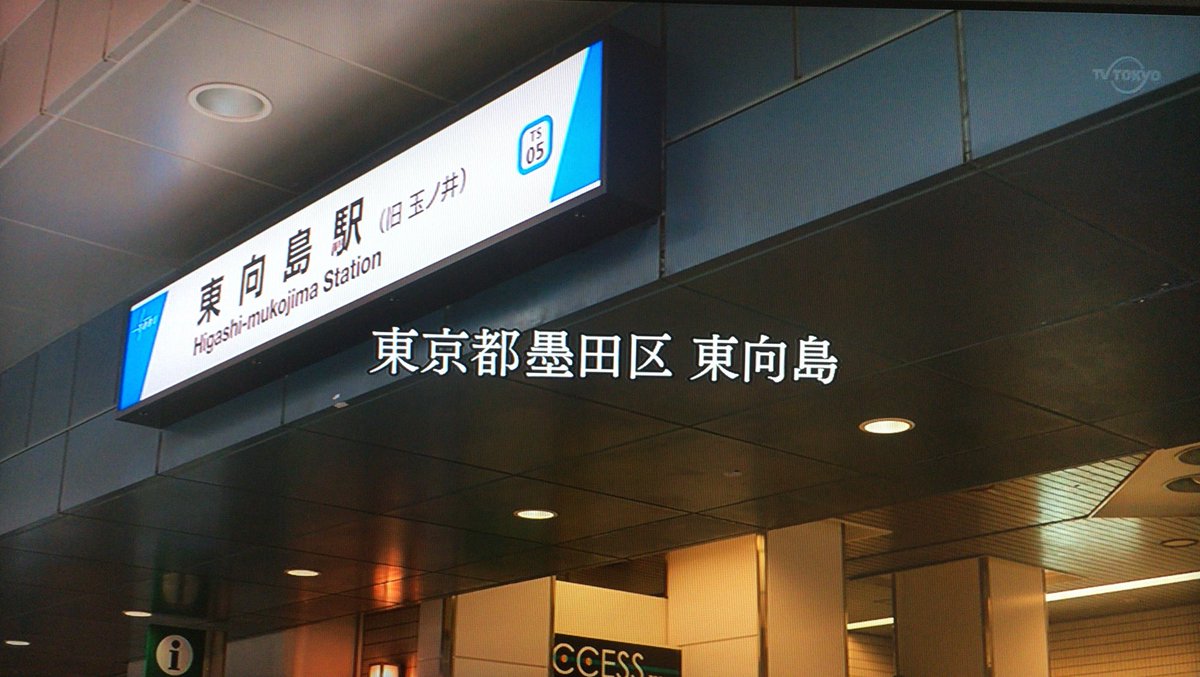 TV TOKYO
TS
05
東向島駅 (旧 玉ノ井)
Higashi-mukojima Station
東京都墨田区 東向島
i
CCESS